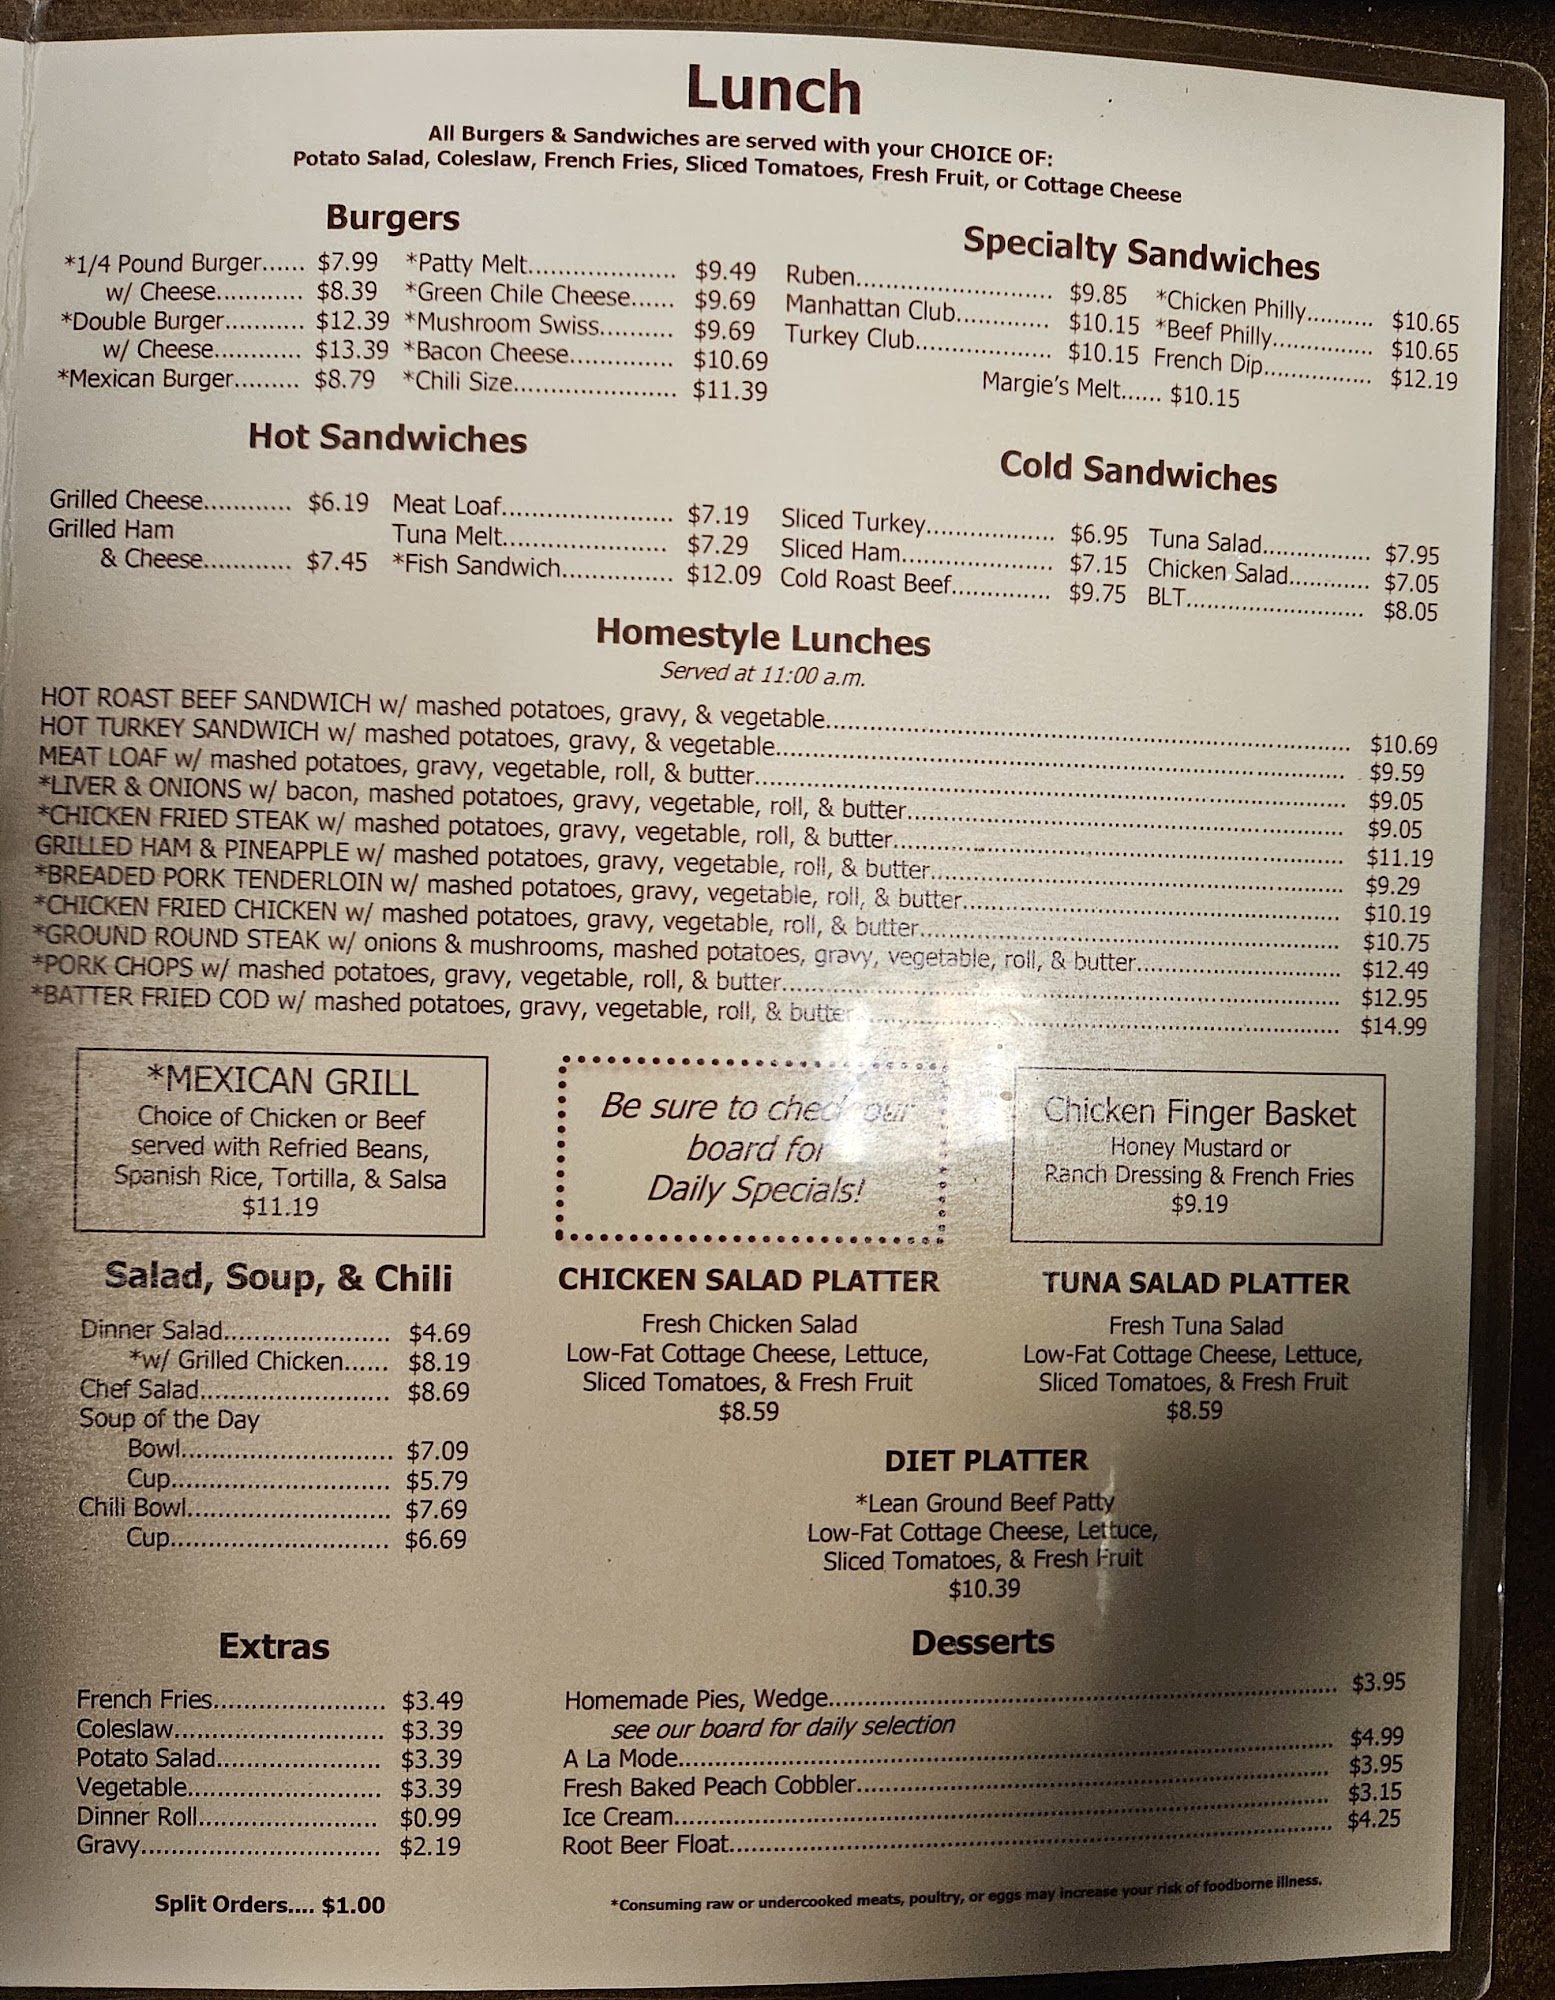 Lunch
All Burgers & Sandwiches are served with your CHOICE OF:
Potato Salad, Coleslaw, French Fries, Sliced Tomatoes, Fresh Fruit, or Cottage Cheese
Burgers
*1/4 Pound Burger...... $7.99
w/ Cheese............ $8.39
*Double Burger........... $12.39
w/ Cheese............ $13.39
*Mexican Burger......... $8.79
*Patty Melt.................... $9.49
*Green Chile Cheese...... $9.69
*Mushroom Swiss.......... $9.69
*Bacon Cheese.............. $10.69
*Chili Size...................... $11.39
Specialty Sandwiches
Ruben.......................... $9.85
Manhattan Club............. $10.15
Turkey Club.................. $10.15
*Chicken Philly......... $10.65
*Beef Philly.............. $10.65
French Dip................ $12.19
Margie's Melt...... $10.15
Hot Sandwiches
Grilled Cheese............ $6.19
Grilled Ham
& Cheese............ $7.45
Meat Loaf....................... $7.19
Tuna Melt...................... $7.29
*Fish Sandwich............... $12.09
Cold Sandwiches
Sliced Turkey................. $6.95
Sliced Ham.................... $7.15
Cold Roast Beef............. $9.75
Tuna Salad............... $7.95
Chicken Salad........... $7.05
BLT........................ $8.05
Homestyle Lunches
Served at 11:00 a.m.
HOT ROAST BEEF SANDWICH w/ mashed potatoes, gravy, & vegetable........ $10.69
HOT TURKEY SANDWICH w/ mashed potatoes, gravy, & vegetable........ $9.59
MEAT LOAF w/ mashed potatoes, gravy, vegetable, roll, & butter........ $9.05
*LIVER & ONIONS w/ bacon, mashed potatoes, gravy, vegetable, roll, & butter........ $9.05
*CHICKEN FRIED STEAK w/ mashed potatoes, gravy, vegetable, roll, & butter........ $11.19
GRILLED HAM & PINEAPPLE w/ mashed potatoes, gravy, vegetable, roll, & butter........ $9.29
*BREADED PORK TENDERLOIN w/ mashed potatoes, gravy, vegetable, roll, & butter........ $10.19
*CHICKEN FRIED CHICKEN w/ mashed potatoes, gravy, vegetable, roll, & butter........ $10.75
*GROUND ROUND STEAK w/ onions & mushrooms, mashed potatoes, gravy, vegetable, roll, & butter........ $12.49
*PORK CHOPS w/ mashed potatoes, gravy, vegetable, roll, & butter........ $12.95
*BATTER FRIED COD w/ mashed potatoes, gravy, vegetable, roll, & butter........ $14.99
*MEXICAN GRILL
Choice of Chicken or Beef
served with Refried Beans,
Spanish Rice, Tortilla, & Salsa
$11.19
Be sure to check our
board for
Daily Specials!
Chicken Finger Basket
Honey Mustard or
Ranch Dressing & French Fries
$9.19
Salad, Soup, & Chili
Dinner Salad...................... $4.69
*w/ Grilled Chicken...... $8.19
Chef Salad......................... $8.69
Soup of the Day
Bowl............................ $7.09
Cup............................. $5.79
Chili Bowl........................... $7.69
Cup............................. $6.69
CHICKEN SALAD PLATTER
Fresh Chicken Salad
Low-Fat Cottage Cheese, Lettuce,
Sliced Tomatoes, & Fresh Fruit
$8.59
TUNA SALAD PLATTER
Fresh Tuna Salad
Low-Fat Cottage Cheese, Lettuce,
Sliced Tomatoes, & Fresh Fruit
$8.59
DIET PLATTER
*Lean Ground Beef Patty
Low-Fat Cottage Cheese, Lettuce,
Sliced Tomatoes, & Fresh Fruit
$10.39
Extras
French Fries....................... $3.49
Coleslaw............................ $3.39
Potato Salad...................... $3.39
Vegetable.......................... $3.39
Dinner Roll........................ $0.99
Gravy................................ $2.19
Split Orders.... $1.00
Desserts
Homemade Pies, Wedge........ $3.95
see our board for daily selection
A La Mode........ $4.99
Fresh Baked Peach Cobbler........ $3.95
Ice Cream........ $3.15
Root Beer Float........ $4.25
*Consuming raw or undercooked meats, poultry, or eggs may increase your risk of foodborne illness.